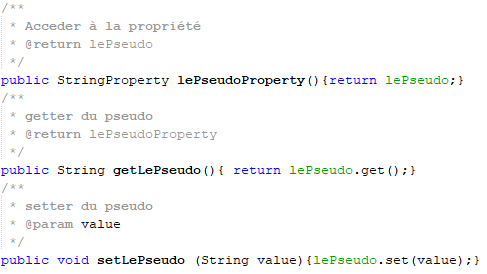 /**
 * Acceder à la propriété
 * @return lePseudo
 */
public StringProperty lePseudoProperty(){return lePseudo;}
/**
 * getter du pseudo
 * @return lePseudoProperty
 */
public String getLePseudo(){ return lePseudo.get();}
/**
 * setter du pseudo
 * @param value
 */
public void setLePseudo (String value){lePseudo.set(value);}